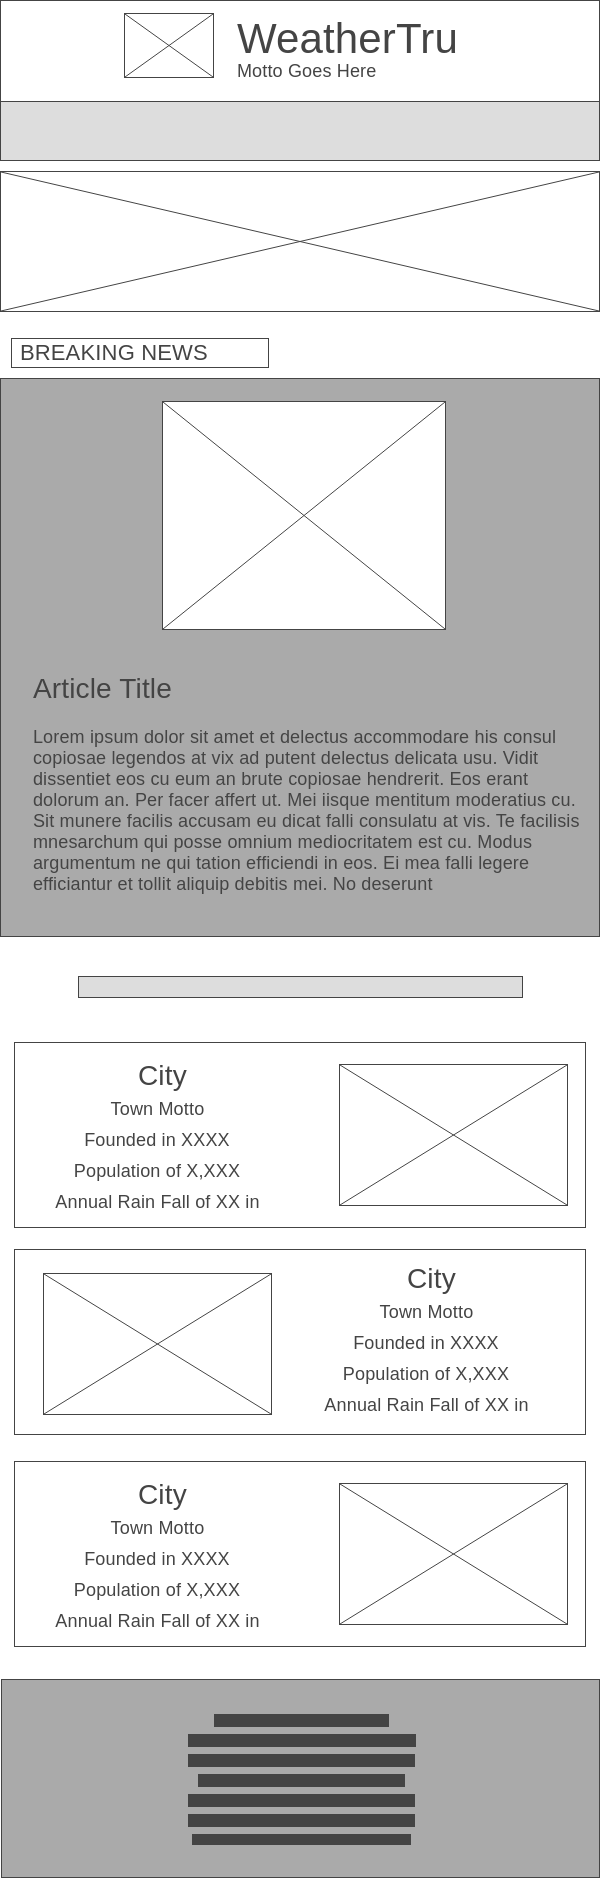 WeatherTru
Motto Goes Here
BREAKING NEWS
Article Title
Lorem ipsum dolor sit amet et delectus accommodare his consul
copiosae legendos at vix ad putent delectus delicata usu. Vidit
dissentiet eos cu eum an brute copiosae hendrerit. Eos erant
dolorum an. Per facer affert ut. Mei iisque mentitum moderatius cu.
Sit munere facilis accusam eu dicat falli consulatu at vis. Te facilisis
mnesarchum qui posse omnium mediocritatem est cu. Modus
argumentum ne qui tation efficiendi in eos. Ei mea falli legere
efficiantur et tollit aliquip debitis mei. No deserunt
City
Town Motto
Founded in XXXX
Population of X,XXX
Annual Rain Fall of XX in
City
Town Motto
Founded in XXXX
Population of X,XXX
Annual Rain Fall of XX in
City
Town Motto
Founded in XXXX
Population of X,XXX
Annual Rain Fall of XX in